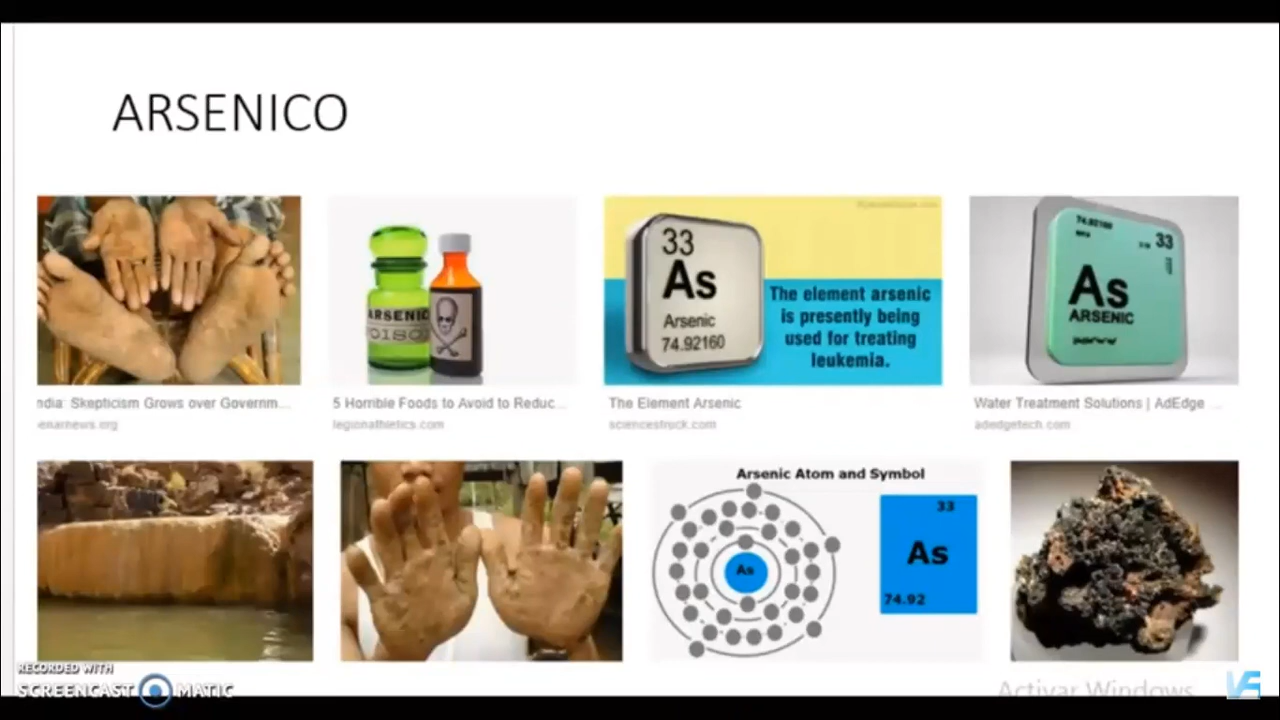 ARSENICO
ARSENIC
POISON
33
As
Arsenic
74.92160
The element arsenic
is presently being
used for treating
leukemia.
74.92160
33
As
ARSENIC
ndia: Skepticism Grows over Governm...
enarnews.org
5 Horrible Foods to Avoid to Reduc...
legionathletics.com
The Element Arsenic
sciencestruck.com
Water Treatment Solutions | AdEdge ...
adedgetech.com
Arsenic Atom and Symbol
As
33
As
74.92
RECORDED WITH
SCREENCAST MATIC
Activar Windows